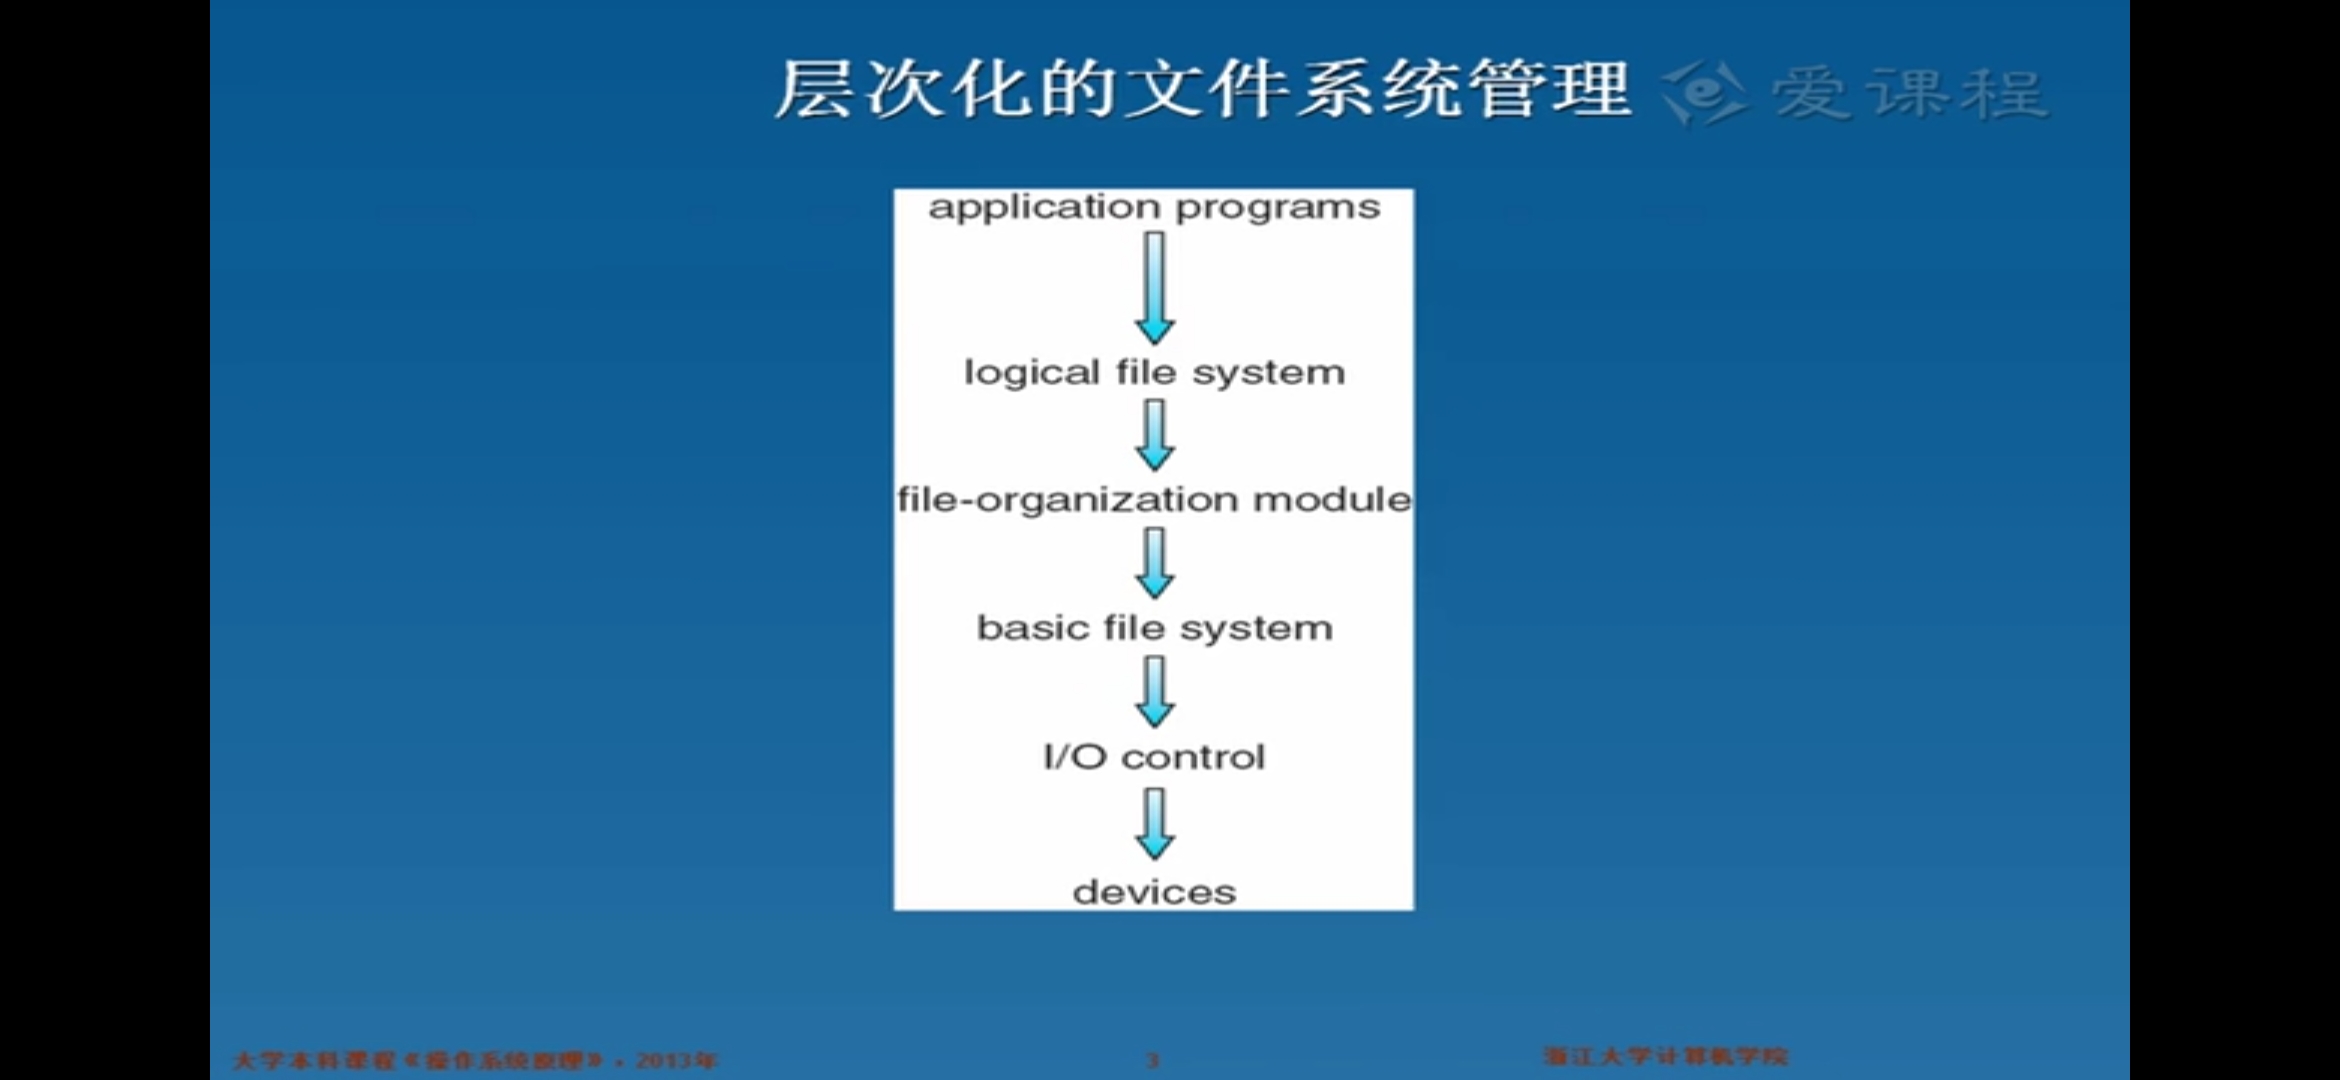 层次化的文件系统管理
爱课程
application programs
logical file system
file-organization module
basic file system
I/O control
devices
大学本科课程《操作系统原理》·2013年
3
浙江大学计算机学院